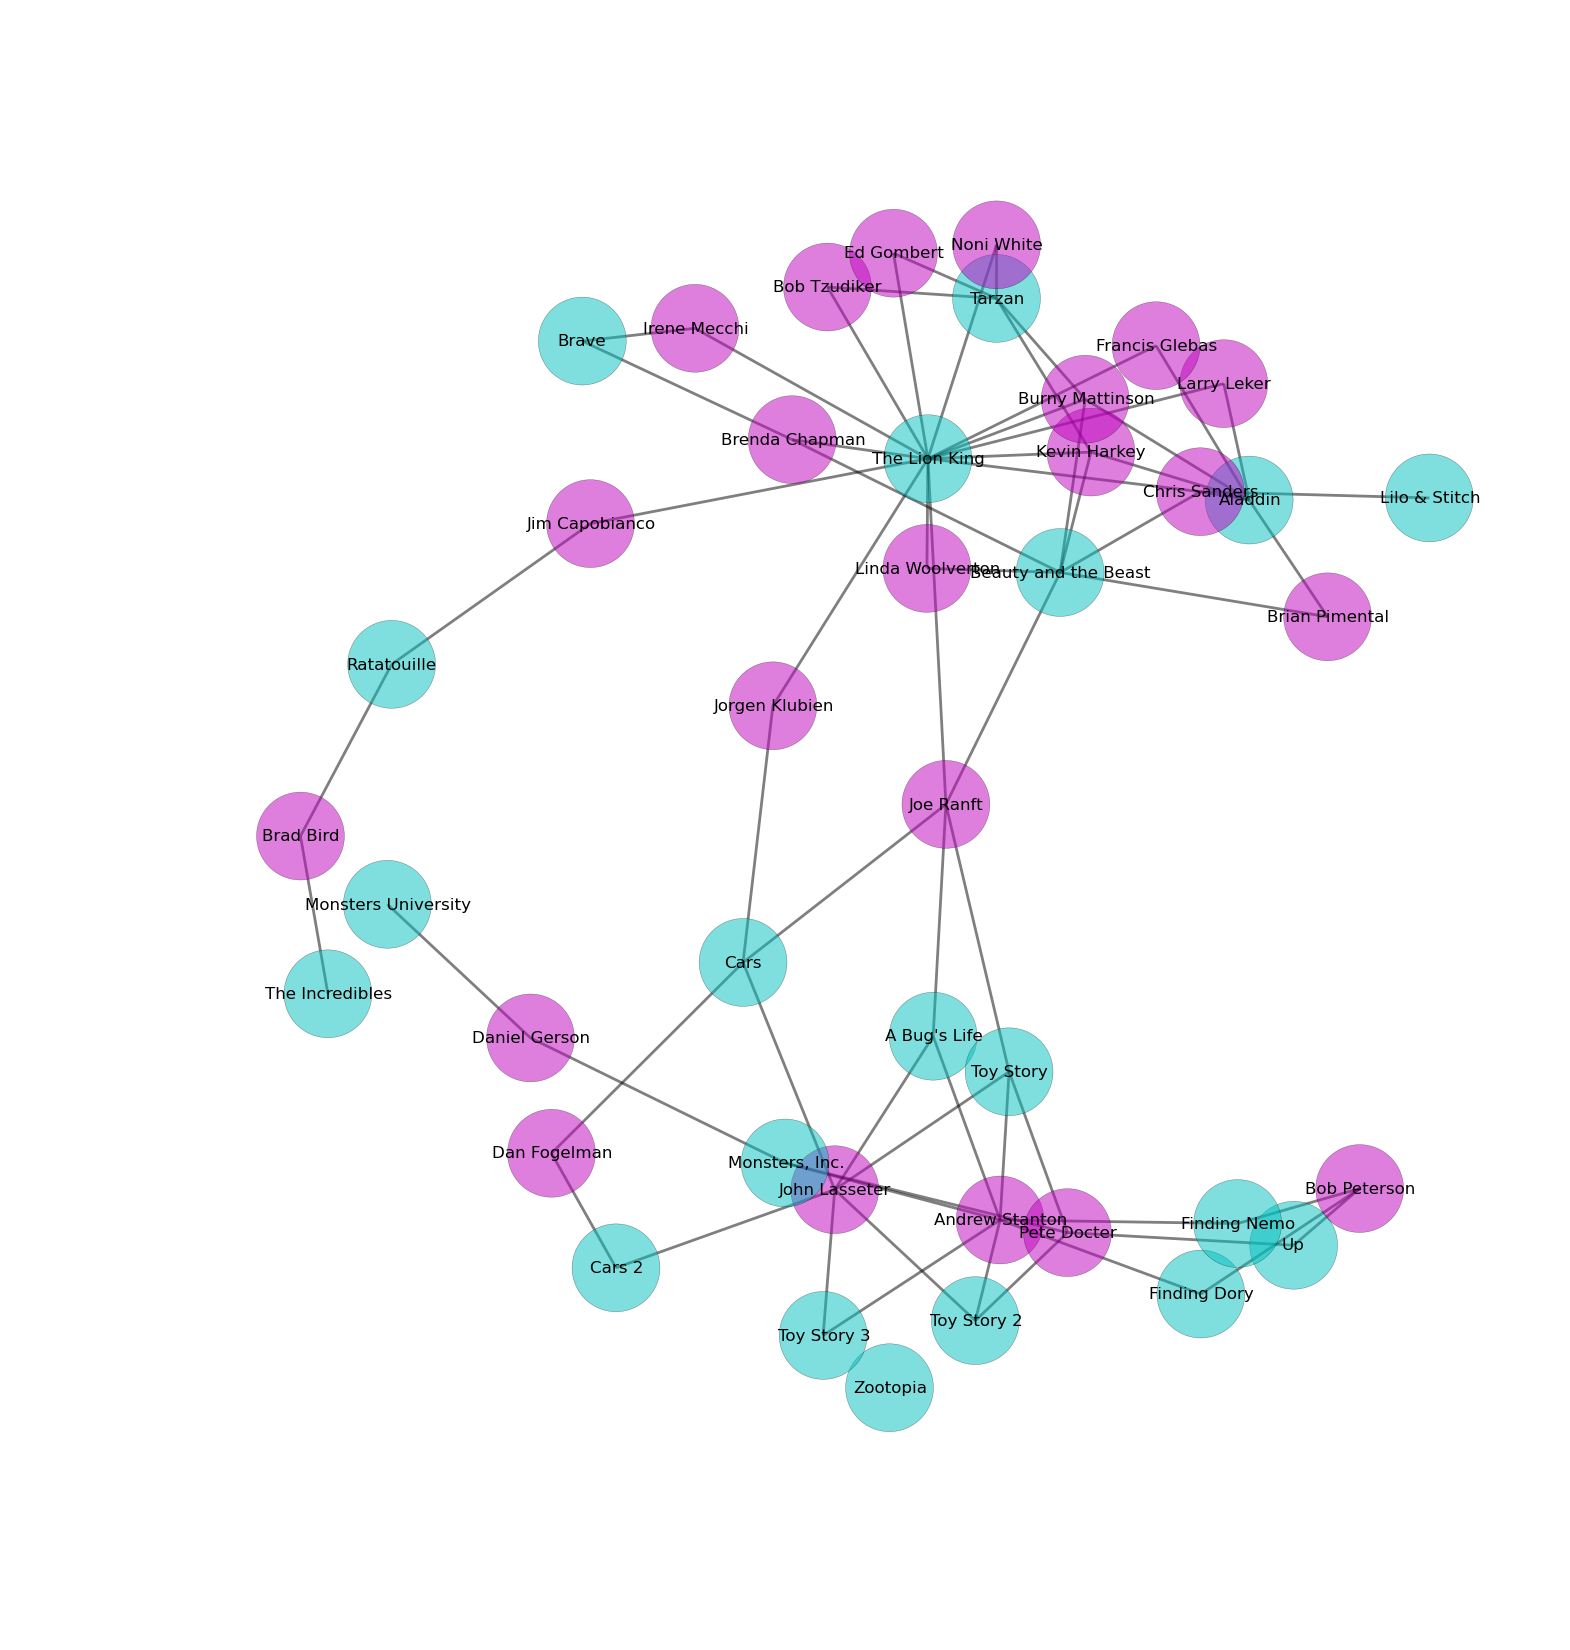 Noni White
Ed Gombert
Bob Tzudiker
Tarzan
Irene Mecchi
Brave
Francis Glebas
Larry Leker
Burny Mattinson
Brenda Chapman
Kevin Harkey
The Lion King
Chris Sanders
Aladdin
Lilo & Stitch
Jim Capobianco
Linda Woolverton
Beauty and the Beast
Brian Pimental
Ratatouille
Jorgen Klubien
Joe Ranft
Brad Bird
Monsters University
Cars
The Incredibles
Daniel Gerson
A Bug's Life
Toy Story
Dan Fogelman
Monsters, Inc.
John Lasseter
Bob Peterson
Andrew Stanton
Finding Nemo
Pete Docter
Up
Cars 2
Finding Dory
Toy Story 2
Toy Story 3
Zootopia